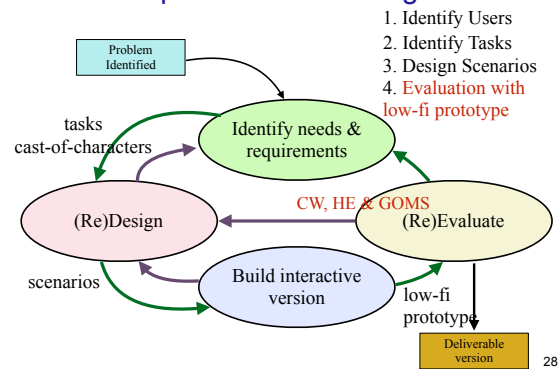 1. Identify Users
2. Identify Tasks
3. Design Scenarios
4. Evaluation with
low-fi prototype
Problem
Identified
tasks
cast-of-characters
Identify needs &
requirements
CW, HE & GOMS
(Re)Design
(Re)Evaluate
scenarios
Build interactive
version
low-fi
prototype
Deliverable
version
28